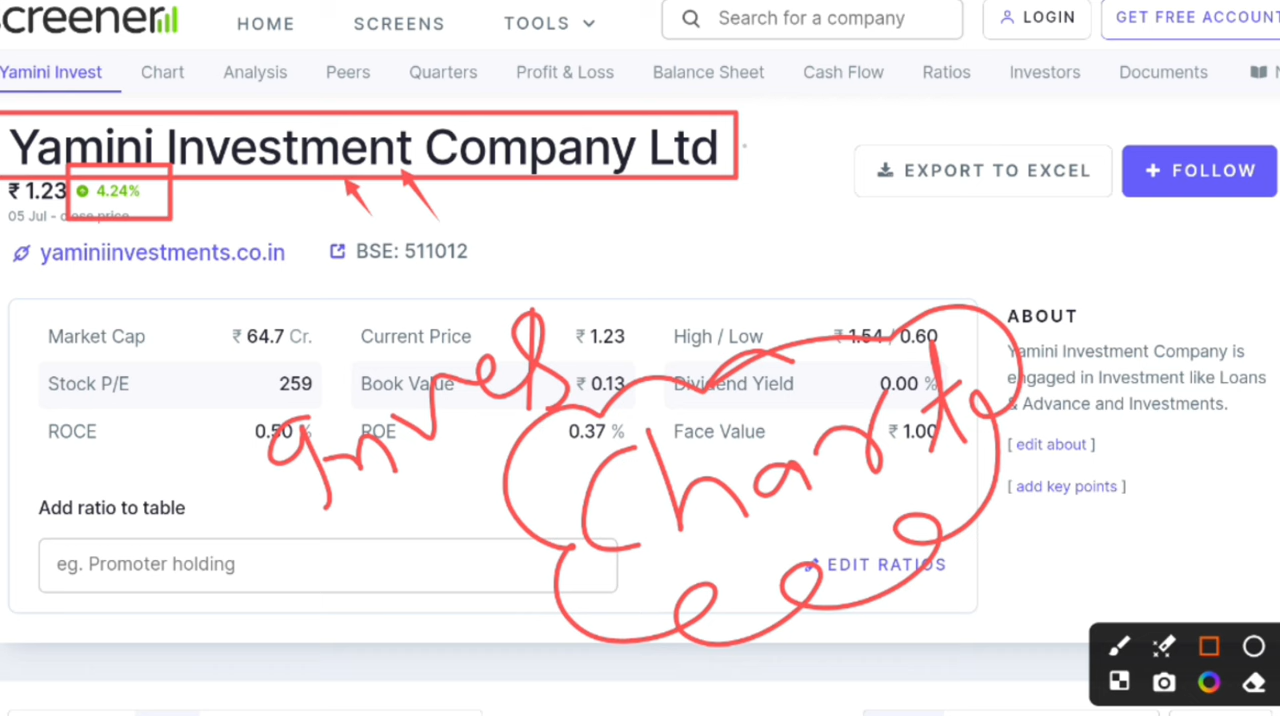 screener
HOME SCREENS TOOLS
Search for a company
LOGIN
GET FREE ACCOUNT
Yamini Invest Chart Analysis Peers Quarters Profit & Loss Balance Sheet Cash Flow Ratios Investors Documents
Yamini Investment Company Ltd
₹ 1.23 4.24%
05 Jul - close price
EXPORT TO EXCEL
FOLLOW
yaminiinvestments.co.in BSE: 511012
Market Cap ₹ 64.7 Cr. Current Price ₹ 1.23 High / Low ₹ 1.54 / 0.60
Stock P/E 259 Book Value ₹ 0.13 Dividend Yield 0.00 %
ROCE 0.50 % ROE 0.37 % Face Value ₹ 1.00
Add ratio to table
eg. Promoter holding
EDIT RATIOS
ABOUT
Yamini Investment Company is
engaged in Investment like Loans
& Advance and Investments.
[ edit about ]
[ add key points ]
Charto